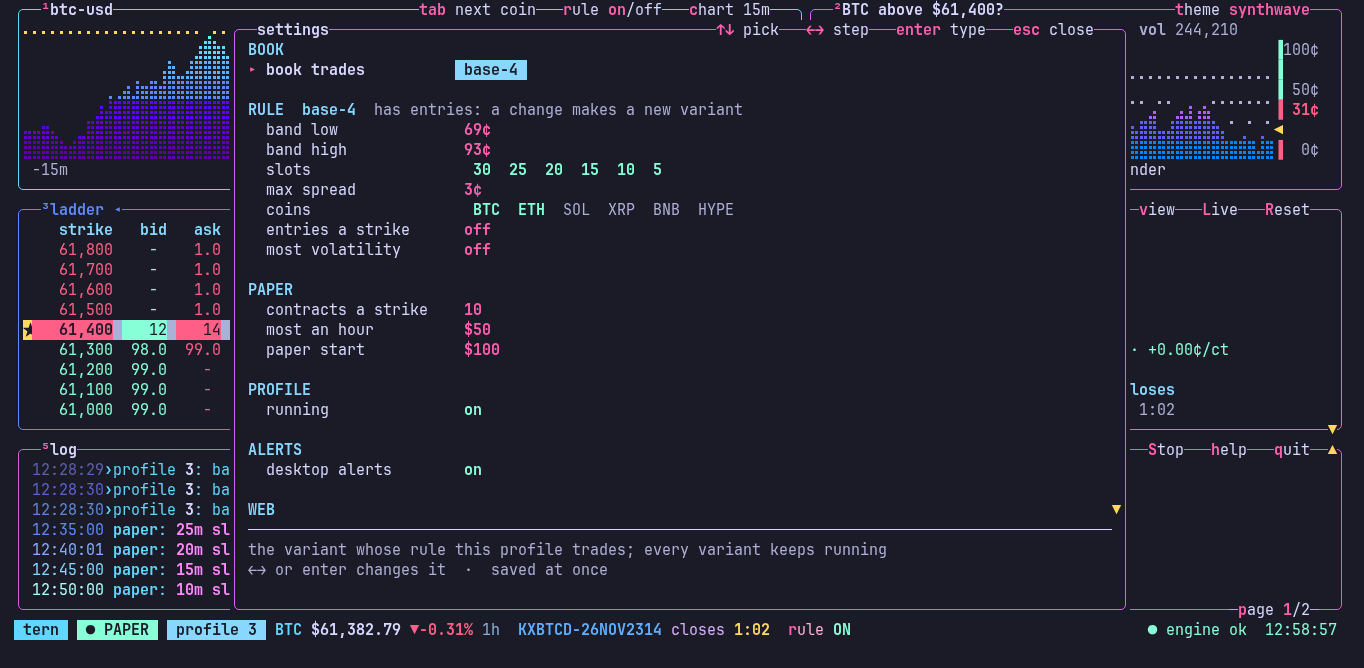 ¹btc-usd tab next coin rule on/off chart 15m ²BTC above $61,400? theme synthwave
settings ↑↓ pick ↔ step enter type esc close vol 244,210
BOOK 100¢
▸ book trades base-4
50¢
RULE base-4 has entries: a change makes a new variant 31¢
band low 69¢
band high 93¢ 0¢
-15m slots 30 25 20 15 10 5 nder
max spread 3¢
³ladder ◂ coins BTC ETH SOL XRP BNB HYPE view Live Reset
strike bid ask entries a strike off
61,800 - 1.0 most volatility off
61,700 - 1.0
61,600 - 1.0 PAPER
61,500 - 1.0 contracts a strike 10
★ 61,400 12 14 most an hour $50
61,300 98.0 99.0 paper start $100 · +0.00¢/ct
61,200 99.0 -
61,100 99.0 - PROFILE loses
61,000 99.0 - running on 1:02
⁵log ALERTS Stop help quit
12:28:29›profile 3: ba desktop alerts on
12:28:30›profile 3: ba
12:28:30›profile 3: ba WEB
12:35:00 paper: 25m sl
12:40:01 paper: 20m sl the variant whose rule this profile trades; every variant keeps running
12:45:00 paper: 15m sl ↔ or enter changes it · saved at once
12:50:00 paper: 10m sl
page 1/2
tern ● PAPER profile 3 BTC $61,382.79 ▼-0.31% 1h KXBTCD-26NOV2314 closes 1:02 rule ON ● engine ok 12:58:57